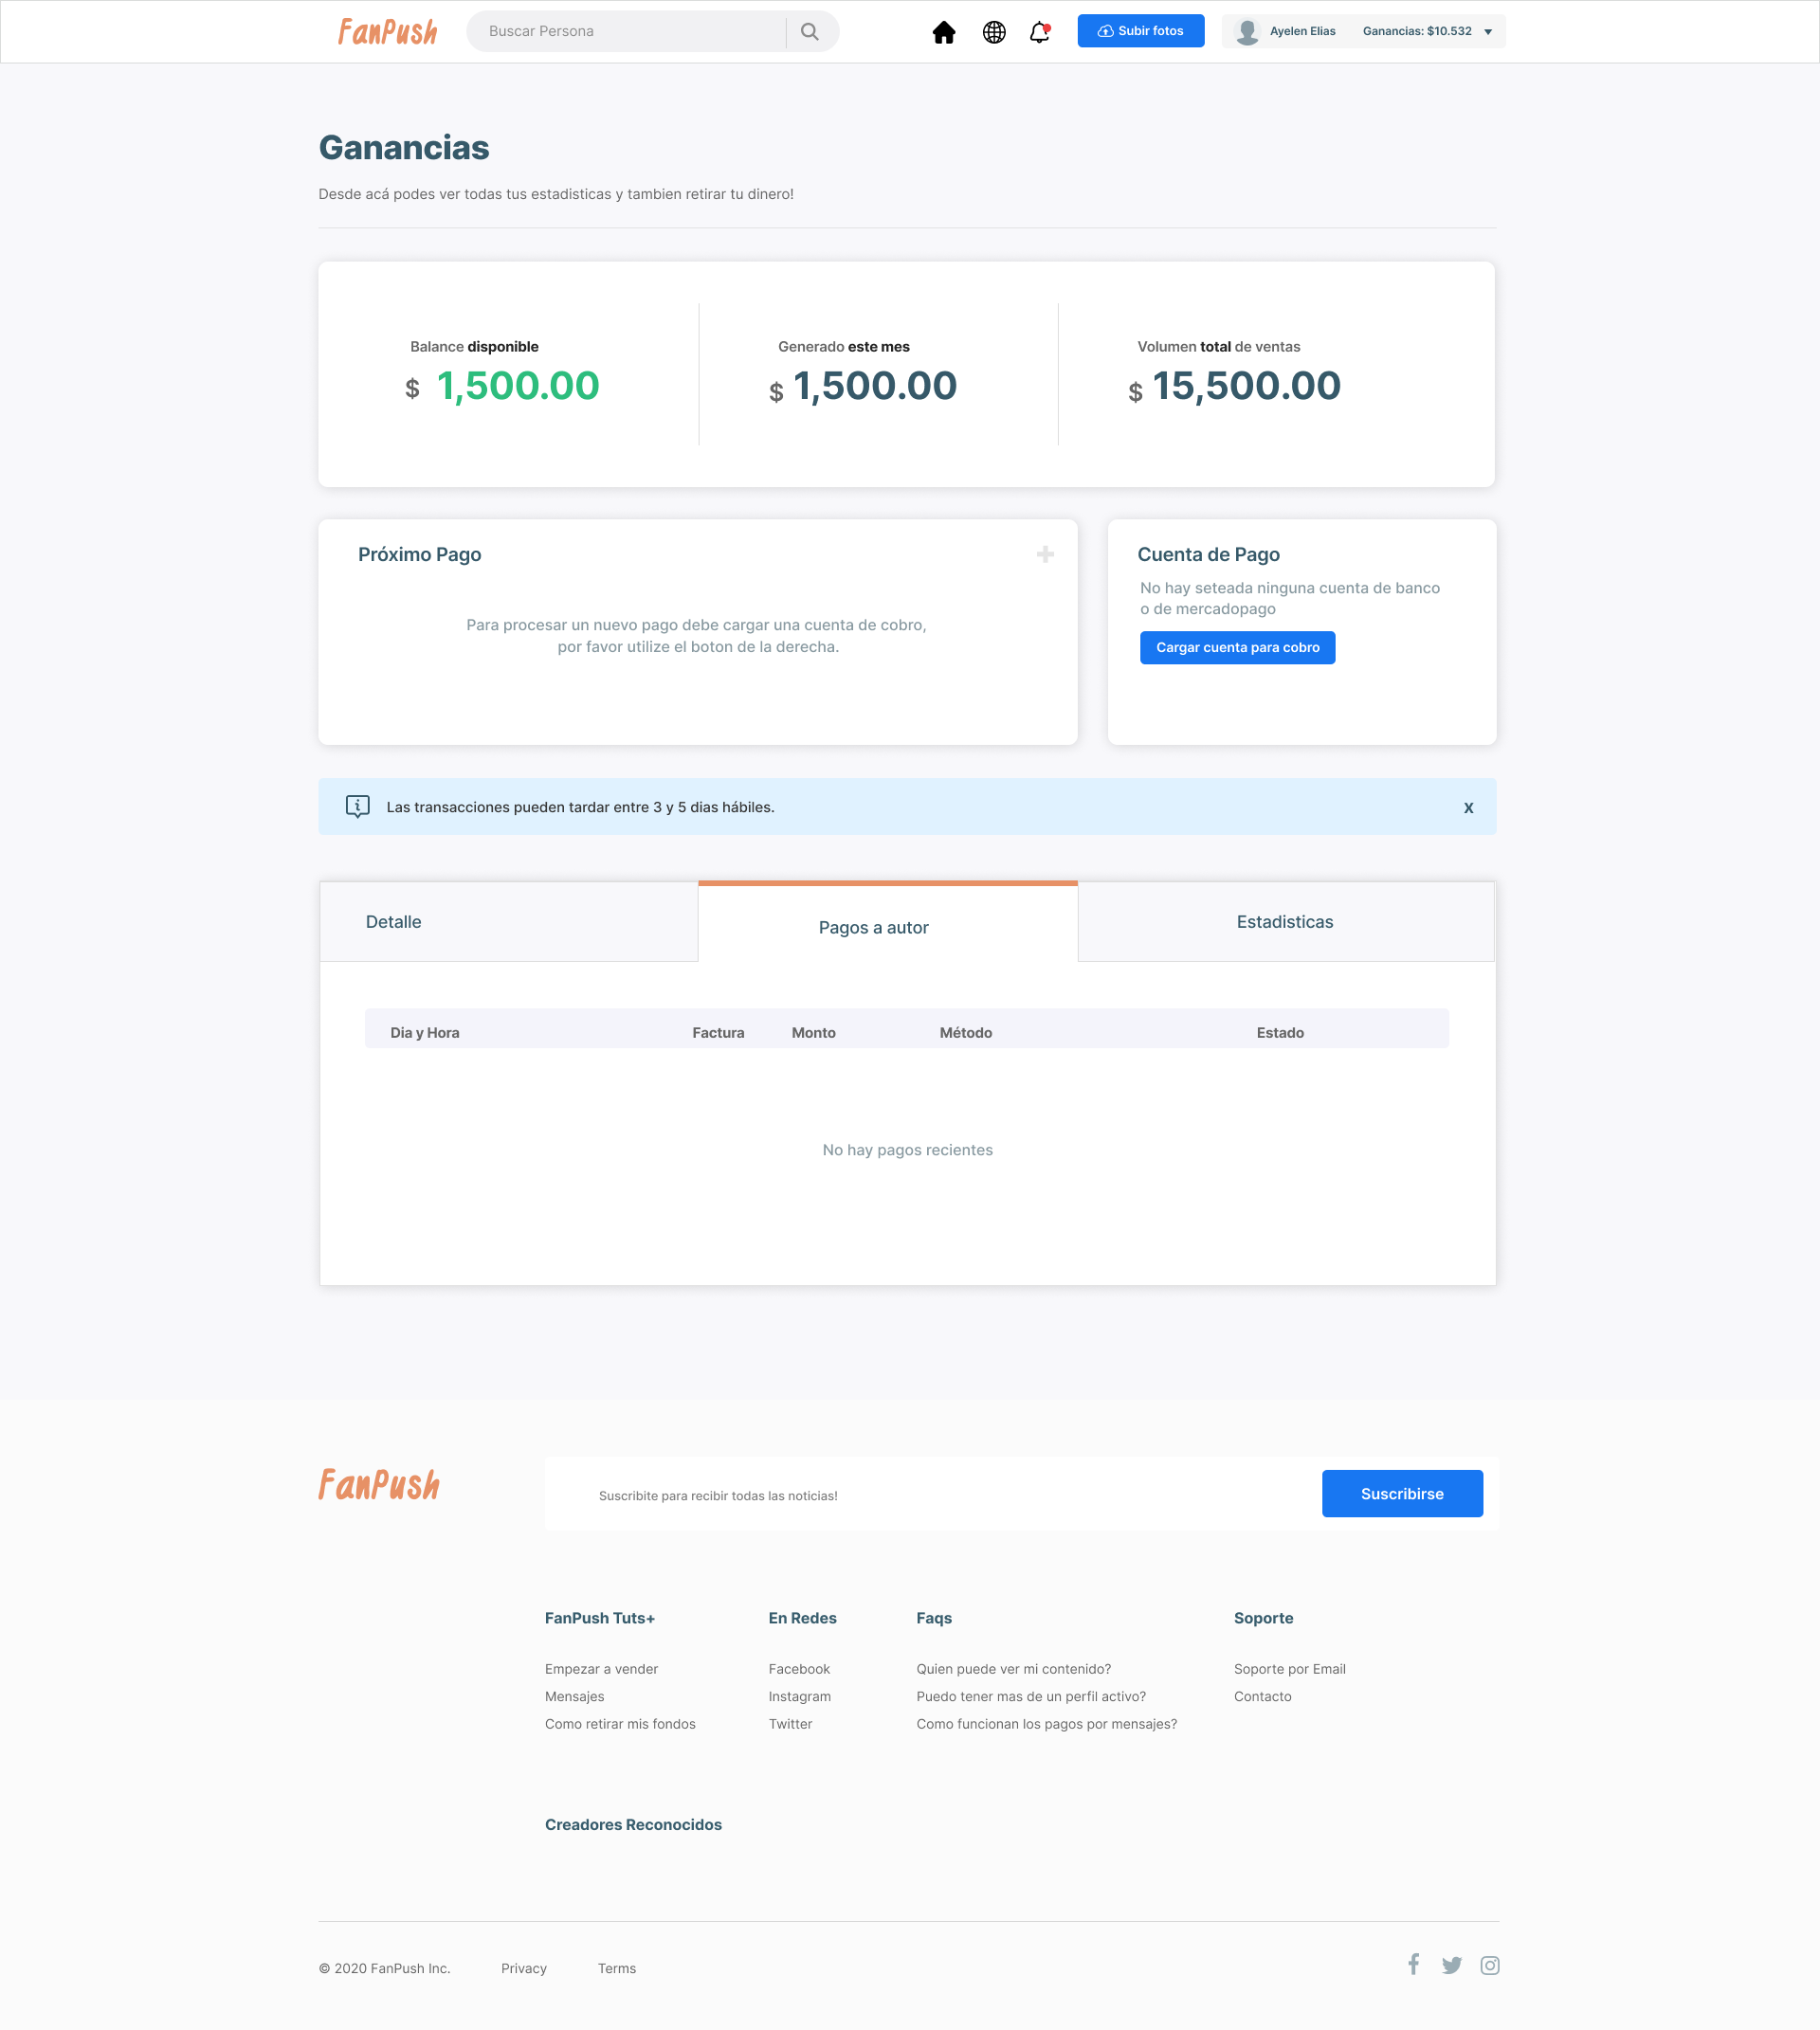 FanPush
Buscar Persona
Subir fotos
Ayelen Elias
Ganancias: $10.532
Ganancias
Desde acá podes ver todas tus estadisticas y tambien retirar tu dinero!
Balance disponible
$ 1,500.00
Generado este mes
$ 1,500.00
Volumen total de ventas
$ 15,500.00
Próximo Pago
Para procesar un nuevo pago debe cargar una cuenta de cobro,
por favor utilize el boton de la derecha.
Cuenta de Pago
No hay seteada ninguna cuenta de banco
o de mercadopago
Cargar cuenta para cobro
Las transacciones pueden tardar entre 3 y 5 dias hábiles.
X
Detalle
Pagos a autor
Estadisticas
Dia y Hora
Factura
Monto
Método
Estado
No hay pagos recientes
FanPush
Suscribite para recibir todas las noticias!
Suscribirse
FanPush Tuts+
Empezar a vender
Mensajes
Como retirar mis fondos
En Redes
Facebook
Instagram
Twitter
Faqs
Quien puede ver mi contenido?
Puedo tener mas de un perfil activo?
Como funcionan los pagos por mensajes?
Soporte
Soporte por Email
Contacto
Creadores Reconocidos
© 2020 FanPush Inc.
Privacy
Terms